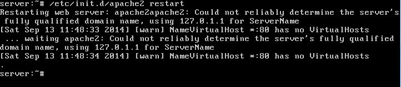 server:~# /etc/init.d/apache2 restart
Restarting web server: apache2apache2: Could not reliably determine the server's
 fully qualified domain name, using 127.0.1.1 for ServerName
[Sat Sep 13 11:48:33 2014] [warn] NameVirtualHost *:80 has no VirtualHosts
 ... waiting apache2: Could not reliably determine the server's fully qualified
domain name, using 127.0.1.1 for ServerName
[Sat Sep 13 11:48:34 2014] [warn] NameVirtualHost *:80 has no VirtualHosts
.
server:~#